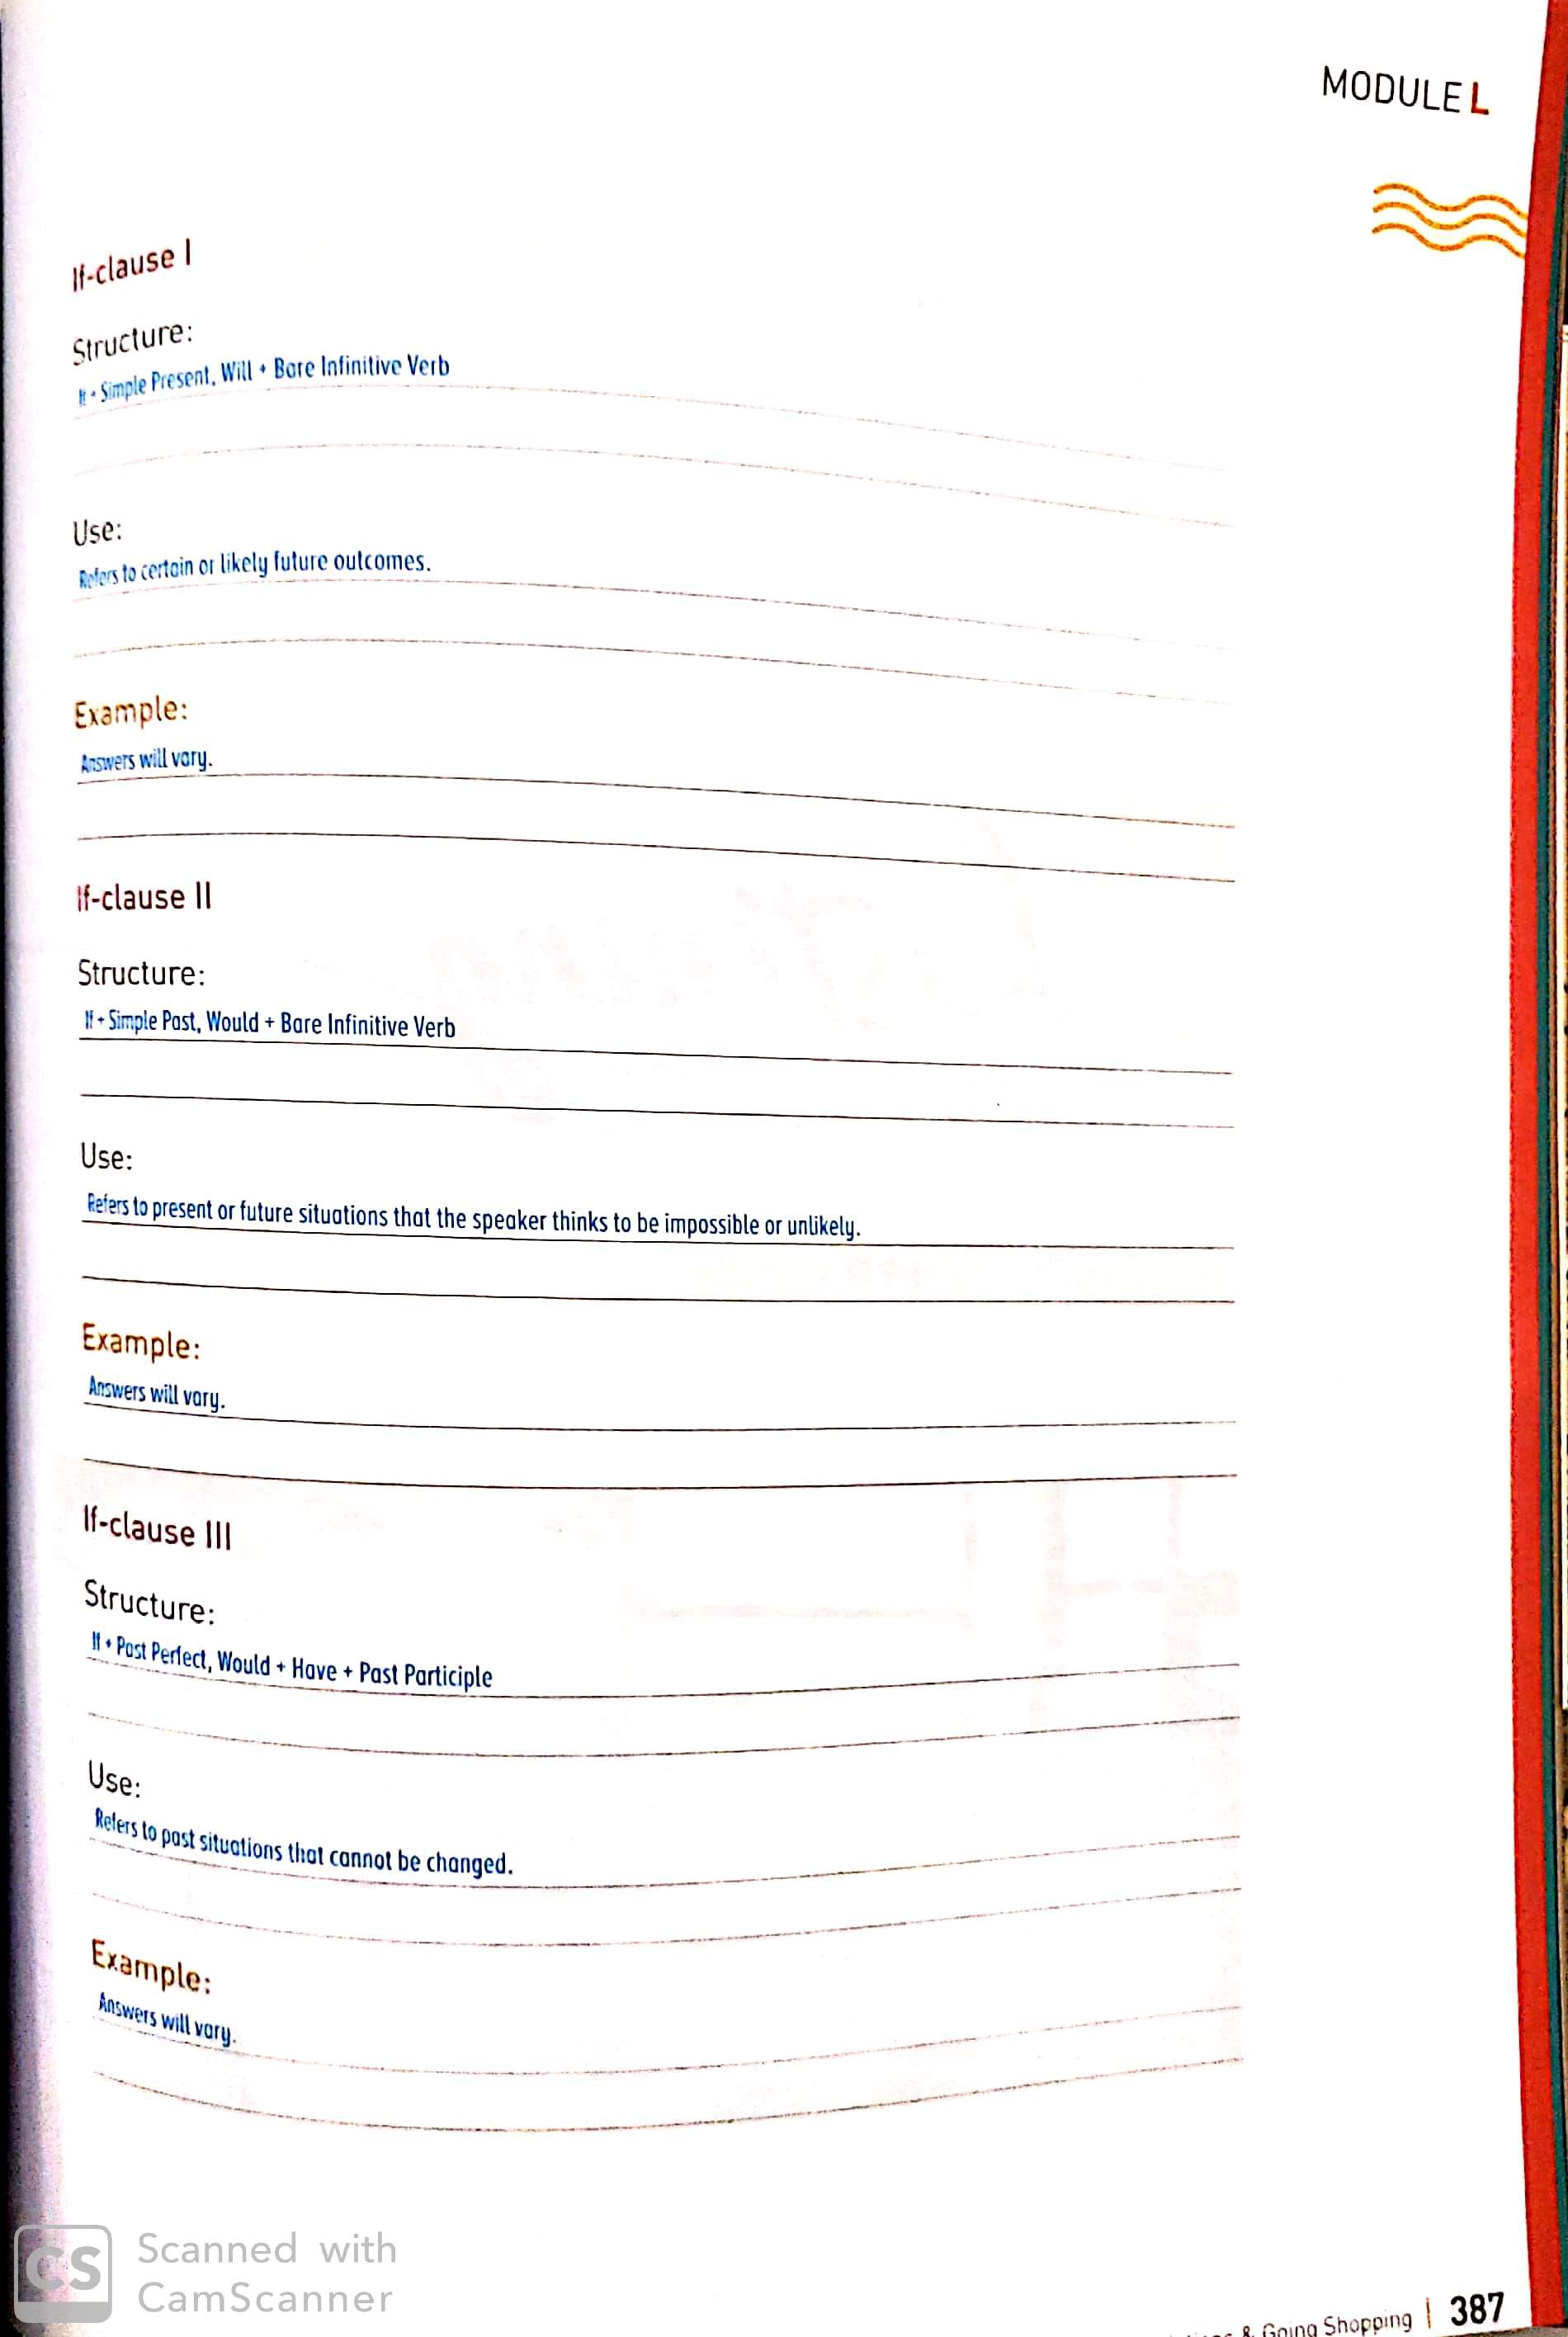 MODULE L
If-clause I
Structure:
If + Simple Present, Will + Bare Infinitive Verb
Use:
Refers to certain or likely future outcomes.
Example:
Answers will vary.
If-clause II
Structure:
If + Simple Past, Would + Bare Infinitive Verb
Use:
Refers to present or future situations that the speaker thinks to be impossible or unlikely.
Example:
Answers will vary.
If-clause III
Structure:
If + Past Perfect, Would + Have + Past Participle
Use:
Refers to past situations that cannot be changed.
Example:
Answers will vary.
CS Scanned with
CamScanner
& Going Shopping | 387